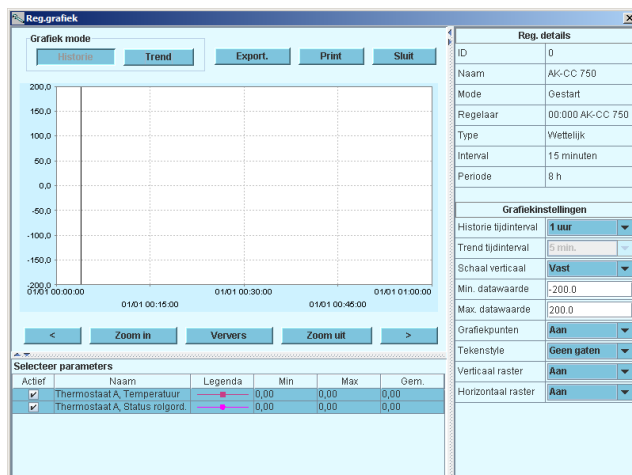 Reg.grafiek
Grafiek mode
Historie Trend Export. Print Sluit
200,0
150,0
100,0
50,0
0,0
-50,0
-100,0
-150,0
-200,0
01/01 00:00:00 01/01 00:30:00 01/01 01:00:00
01/01 00:15:00 01/01 00:45:00
< Zoom in Ververs Zoom uit >
Selecteer parameters
Actief Naam Legenda Min Max Gem.
Thermostaat A, Temperatuur 0,00 0,00 0,00
Thermostaat A, Status rolgord. 0,00 0,00 0,00
Reg. details
ID 0
Naam AK-CC 750
Mode Gestart
Regelaar 00:000 AK-CC 750
Type Wettelijk
Interval 15 minuten
Periode 8 h
Grafiekinstellingen
Historie tijdinterval 1 uur
Trend tijdinterval 5 min.
Schaal verticaal Vast
Min. datawaarde -200.0
Max. datawaarde 200.0
Grafiekpunten Aan
Tekenstyle Geen gaten
Verticaal raster Aan
Horizontaal raster Aan